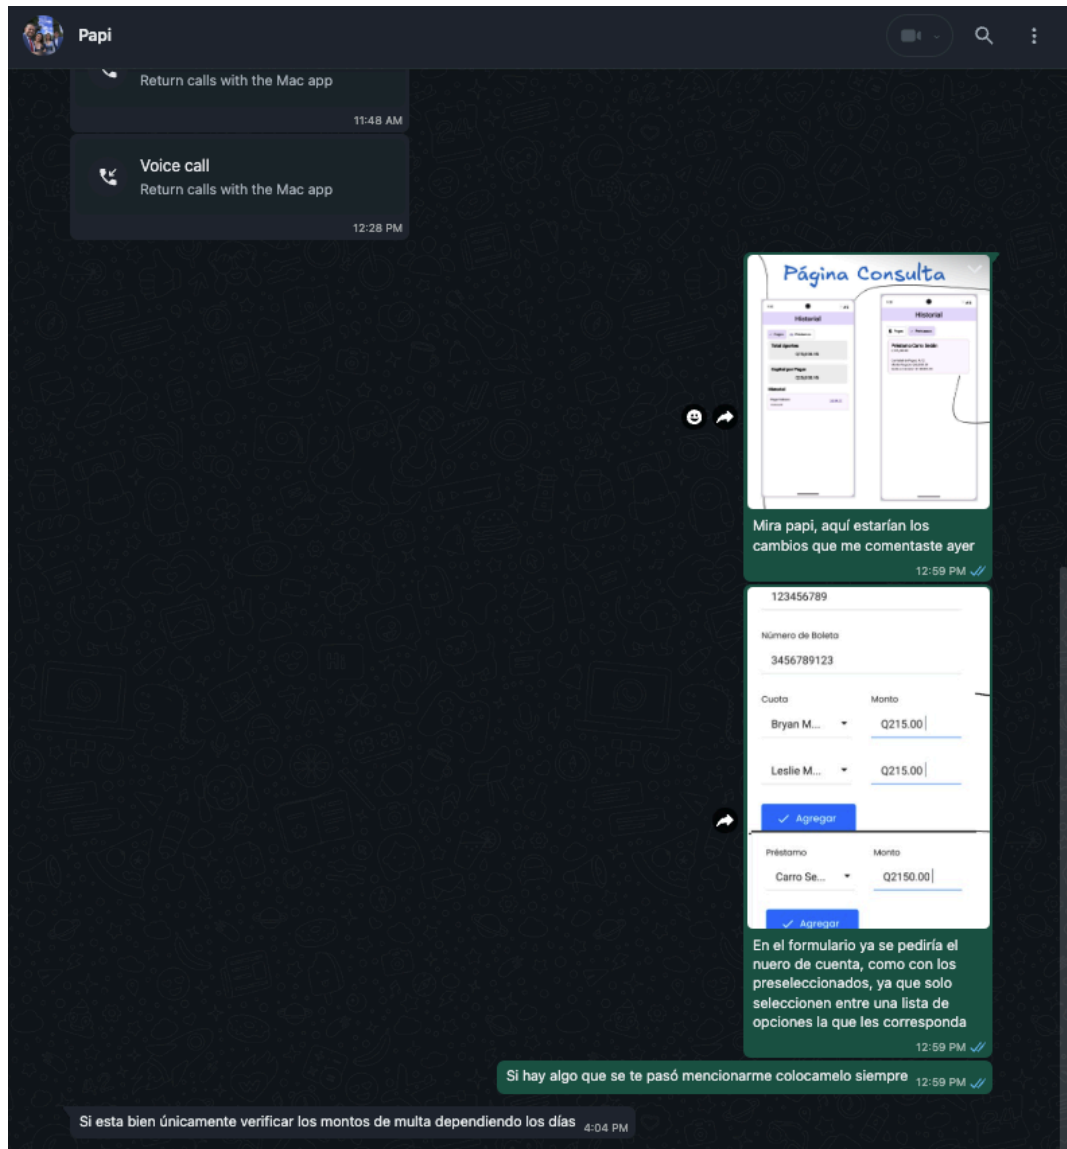 Papi
Return calls with the Mac app
11:48 AM
Voice call
Return calls with the Mac app
12:28 PM
Página Consulta
Historial
Historial
Total Aportes
Capital por Pagar
Historial
Mira papi, aquí estarían los
cambios que me comentaste ayer
12:59 PM
123456789
Número de Boleta
3456789123
Cuota Monto
Bryan M... Q215.00
Leslie M... Q215.00
Agregar
Préstamo Monto
Carro Se... Q2150.00
Agregar
En el formulario ya se pediría el
nuero de cuenta, como con los
preseleccionados, ya que solo
seleccionen entre una lista de
opciones la que les corresponda
12:59 PM
Si hay algo que se te pasó mencionarme colocamelo siempre 12:59 PM
Si esta bien únicamente verificar los montos de multa dependiendo los días 4:04 PM